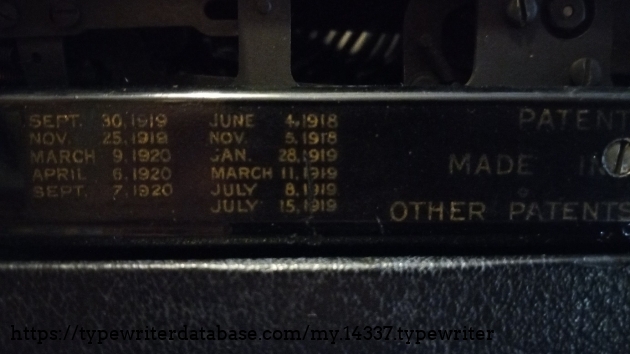 SEPT. 30,1919
NOV. 25,1919
MARCH 9,1920
APRIL 6,1920
SEPT. 7,1920
JUNE 4,1918
NOV. 5,1918
JAN. 28,1919
MARCH 11,1919
JULY 8,1919
JULY 15,1919
PATENT
MADE IN
OTHER PATENTS
https://typewriterdatabase.com/my.14337.typewriter